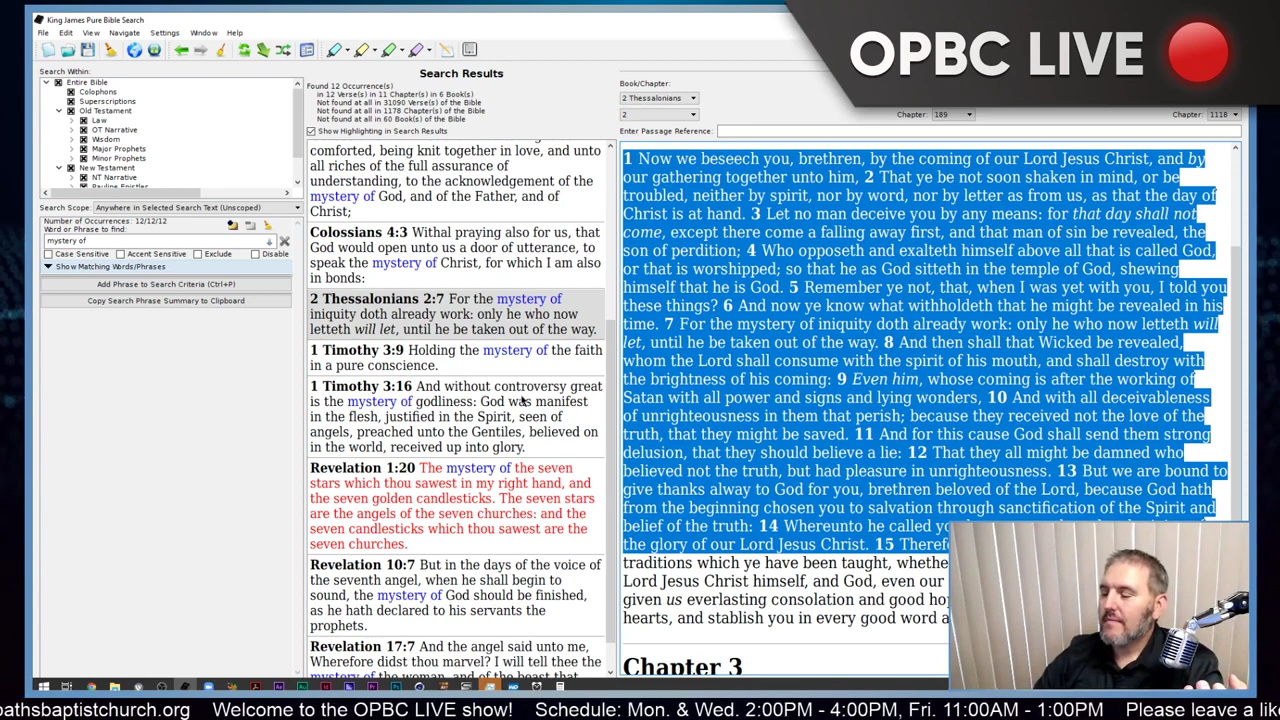 King James Pure Bible Search
File Edit View Navigate Settings Window Help
OPBC LIVE
Search Within:
Entire Bible
Colophons
Superscriptions
Old Testament
Law
OT Narrative
Wisdom
Major Prophets
Minor Prophets
New Testament
NT Narrative
Pauline Epistles
Search Scope: Anywhere in Selected Search Text (Unscoped)
Number of Occurrences: 12/12/12
Word or Phrase to find:
mystery of
Case Sensitive Accent Sensitive Exclude Disable
Show Matching Words/Phrases
Add Phrase to Search Criteria (Ctrl+P)
Copy Search Phrase Summary to Clipboard
Search Results
Found 12 Occurrence(s)
in 12 Verse(s) in 11 Chapter(s) in 6 Book(s)
Not found at all in 31090 Verse(s) of the Bible
Not found at all in 1178 Chapter(s) of the Bible
Not found at all in 60 Book(s) of the Bible
Show Highlighting in Search Results
comforted, being knit together in love, and unto
all riches of the full assurance of
understanding, to the acknowledgement of the
mystery of God, and of the Father, and of
Christ;
Colossians 4:3 Withal praying also for us, that
God would open unto us a door of utterance, to
speak the mystery of Christ, for which I am also
in bonds:
2 Thessalonians 2:7 For the mystery of
iniquity doth already work: only he who now
letteth will let, until he be taken out of the way.
1 Timothy 3:9 Holding the mystery of the faith
in a pure conscience.
1 Timothy 3:16 And without controversy great
is the mystery of godliness: God was manifest
in the flesh, justified in the Spirit, seen of
angels, preached unto the Gentiles, believed on
in the world, received up into glory.
Revelation 1:20 The mystery of the seven
stars which thou sawest in my right hand, and
the seven golden candlesticks. The seven stars
are the angels of the seven churches: and the
seven candlesticks which thou sawest are the
seven churches.
Revelation 10:7 But in the days of the voice of
the seventh angel, when he shall begin to
sound, the mystery of God should be finished,
as he hath declared to his servants the
prophets.
Revelation 17:7 And the angel said unto me,
Wherefore didst thou marvel? I will tell thee the
mystery of the woman, and of the beast that
Book/Chapter:
2 Thessalonians
2 Chapter: 189 Chapter: 1118
Enter Passage Reference:
1 Now we beseech you, brethren, by the coming of our Lord Jesus Christ, and by
our gathering together unto him, 2 That ye be not soon shaken in mind, or be
troubled, neither by spirit, nor by word, nor by letter as from us, as that the day of
Christ is at hand. 3 Let no man deceive you by any means: for that day shall not
come, except there come a falling away first, and that man of sin be revealed, the
son of perdition; 4 Who opposeth and exalteth himself above all that is called God,
or that is worshipped; so that he as God sitteth in the temple of God, shewing
himself that he is God. 5 Remember ye not, that, when I was yet with you, I told you
these things? 6 And now ye know what withholdeth that he might be revealed in his
time. 7 For the mystery of iniquity doth already work: only he who now letteth will
let, until he be taken out of the way. 8 And then shall that Wicked be revealed,
whom the Lord shall consume with the spirit of his mouth, and shall destroy with
the brightness of his coming: 9 Even him, whose coming is after the working of
Satan with all power and signs and lying wonders, 10 And with all deceivableness
of unrighteousness in them that perish; because they received not the love of the
truth, that they might be saved. 11 And for this cause God shall send them strong
delusion, that they should believe a lie: 12 That they all might be damned who
believed not the truth, but had pleasure in unrighteousness. 13 But we are bound to
give thanks alway to God for you, brethren beloved of the Lord, because God hath
from the beginning chosen you to salvation through sanctification of the Spirit and
belief of the truth: 14 Whereunto he called yo
the glory of our Lord Jesus Christ. 15 Theref
traditions which ye have been taught, whethe
Lord Jesus Christ himself, and God, even our
given us everlasting consolation and good ho
hearts, and stablish you in every good word a
Chapter 3
pathsbaptistchurch.org Welcome to the OPBC LIVE show! Schedule: Mon. & Wed. 2:00PM - 4:00PM, Fri. 11:00AM - 1:00PM Please leave a lik